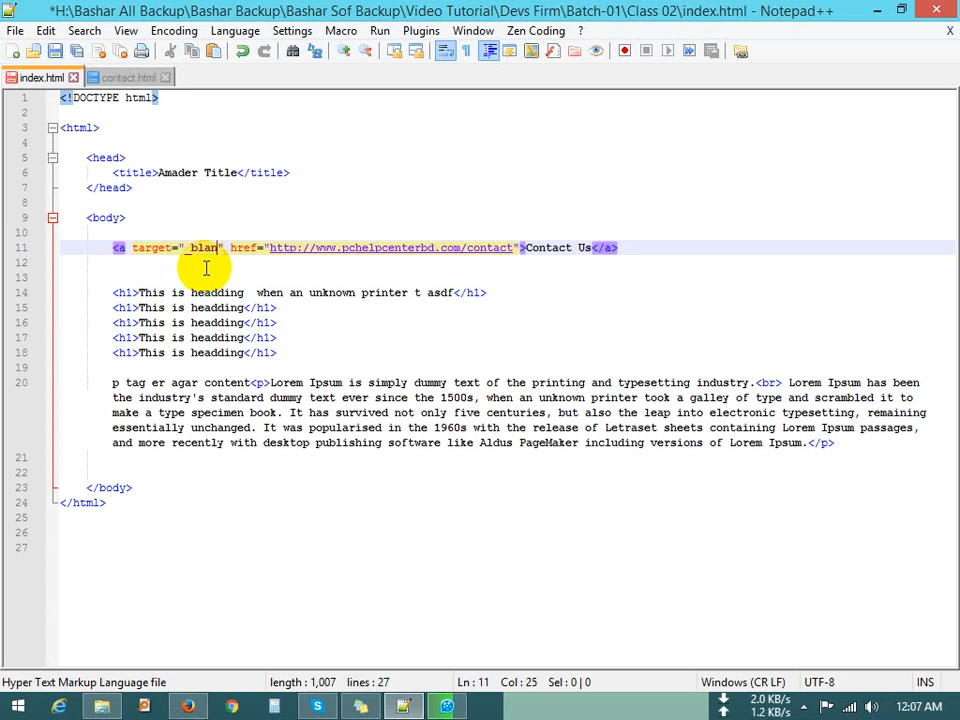 *H:\Bashar All Backup\Bashar Backup\Bashar Sof Backup\Video Tutorial\Devs Firm\Batch-01\Class 02\index.html - Notepad++
File Edit Search View Encoding Language Settings Macro Run Plugins Window Zen Coding ? X
index.html contact.html
1 <!DOCTYPE html>
2
3 <html>
4
5 <head>
6 <title>Amader Title</title>
7 </head>
8
9 <body>
10
11 <a target="_blan" href="http://www.pchelpcenterbd.com/contact">Contact Us</a>
12
13
14 <h1>This is headding  when an unknown printer t asdf</h1>
15 <h1>This is headding</h1>
16 <h1>This is headding</h1>
17 <h1>This is headding</h1>
18 <h1>This is headding</h1>
19
20 p tag er agar content<p>Lorem Ipsum is simply dummy text of the printing and typesetting industry.<br> Lorem Ipsum has been
the industry's standard dummy text ever since the 1500s, when an unknown printer took a galley of type and scrambled it to
make a type specimen book. It has survived not only five centuries, but also the leap into electronic typesetting, remaining
essentially unchanged. It was popularised in the 1960s with the release of Letraset sheets containing Lorem Ipsum passages,
and more recently with desktop publishing software like Aldus PageMaker including versions of Lorem Ipsum.</p>
21
22
23 </body>
24 </html>
25
26
27
Hyper Text Markup Language file length : 1,007 lines : 27 Ln : 11 Col : 25 Sel : 0 | 0 Windows (CR LF) UTF-8 INS
2.0 KB/s
1.2 KB/s
12:07 AM